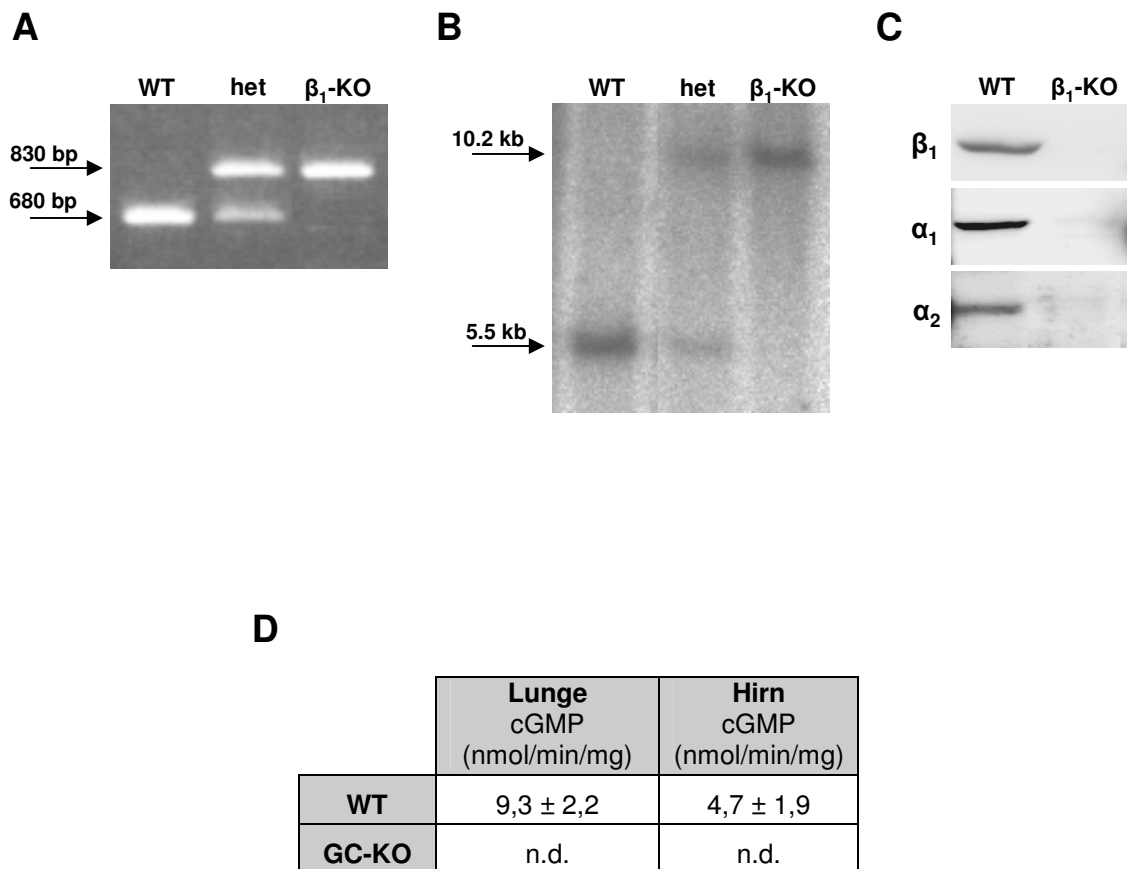 A
WT het β₁-KO
830 bp
680 bp
B
WT het β₁-KO
10.2 kb
5.5 kb
C
WT β₁-KO
β₁
α₁
α₂
D
Lunge Hirn
cGMP cGMP
(nmol/min/mg) (nmol/min/mg)
WT 9,3 ± 2,2 4,7 ± 1,9
GC-KO n.d. n.d.